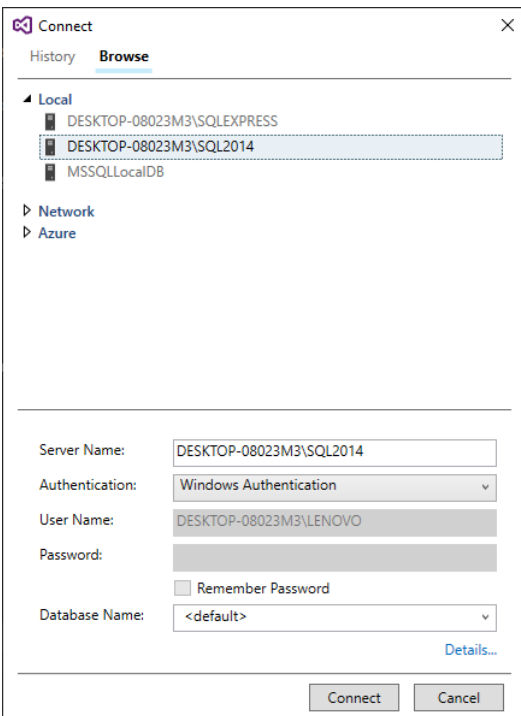 Connect
History Browse
Local
DESKTOP-08023M3\SQLEXPRESS
DESKTOP-08023M3\SQL2014
MSSQLLocalDB
Network
Azure
Server Name: DESKTOP-08023M3\SQL2014
Authentication: Windows Authentication
User Name: DESKTOP-08023M3\LENOVO
Password:
Remember Password
Database Name: <default>
Details...
Connect Cancel